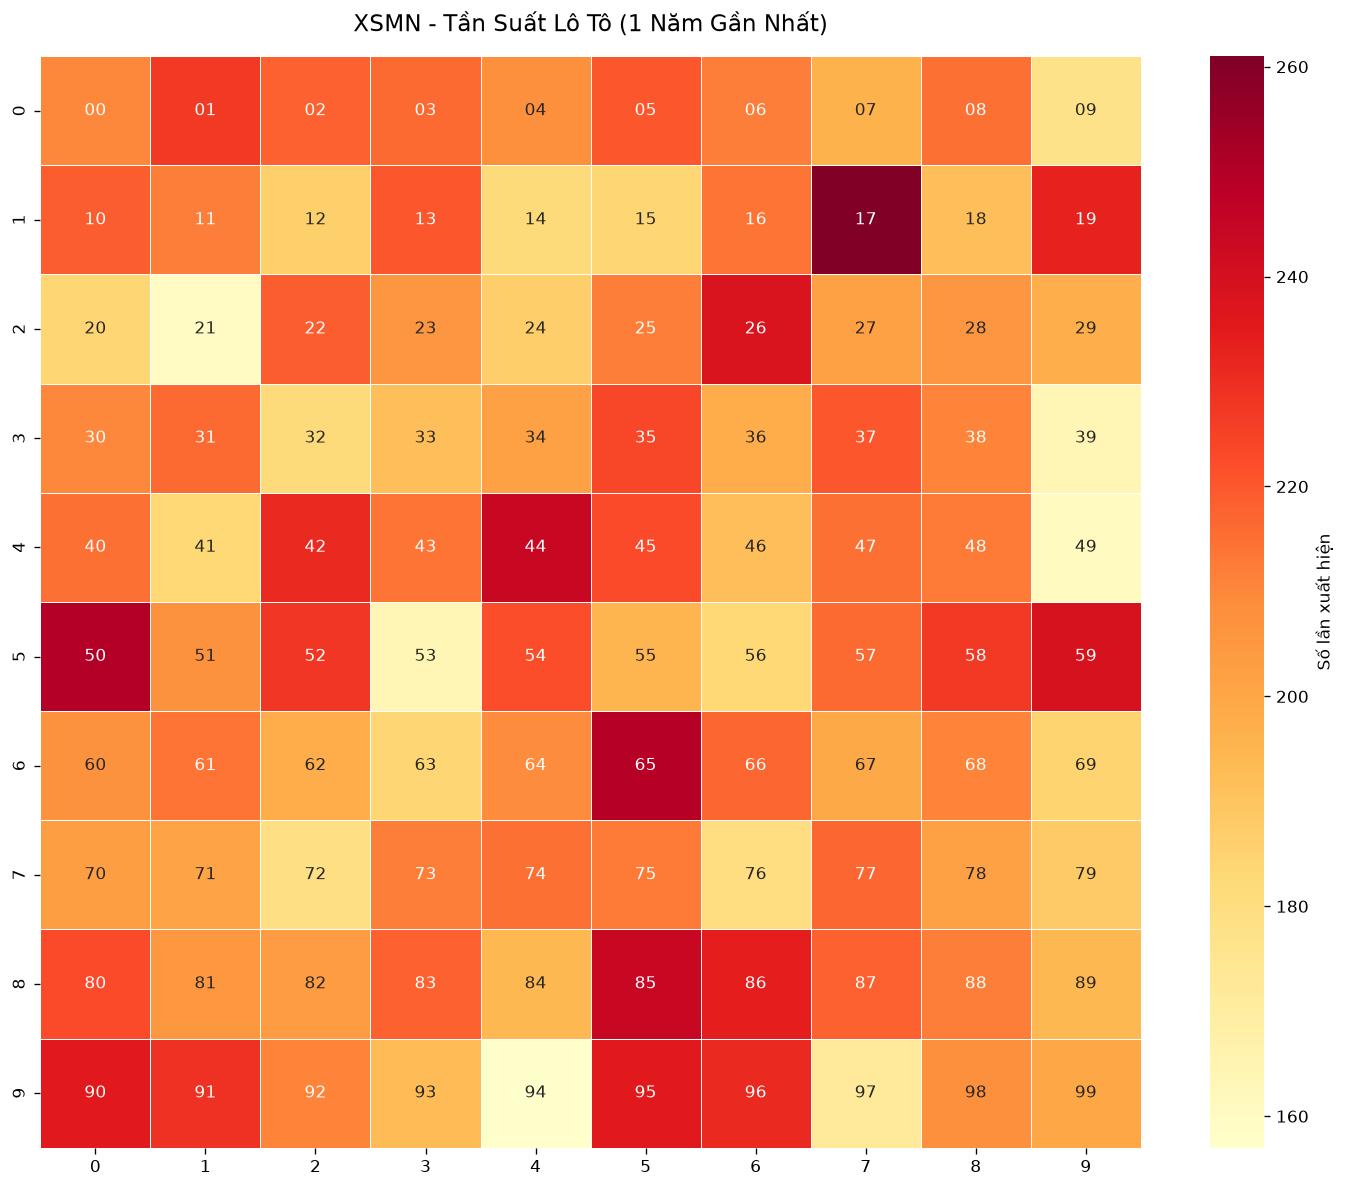 XSMN - Tần Suất Lô Tô (1 Năm Gần Nhất)
0 00 01 02 03 04 05 06 07 08 09
1 10 11 12 13 14 15 16 17 18 19
2 20 21 22 23 24 25 26 27 28 29
3 30 31 32 33 34 35 36 37 38 39
4 40 41 42 43 44 45 46 47 48 49
5 50 51 52 53 54 55 56 57 58 59
6 60 61 62 63 64 65 66 67 68 69
7 70 71 72 73 74 75 76 77 78 79
8 80 81 82 83 84 85 86 87 88 89
9 90 91 92 93 94 95 96 97 98 99
0 1 2 3 4 5 6 7 8 9
260
240
220
200
180
160
Số lần xuất hiện